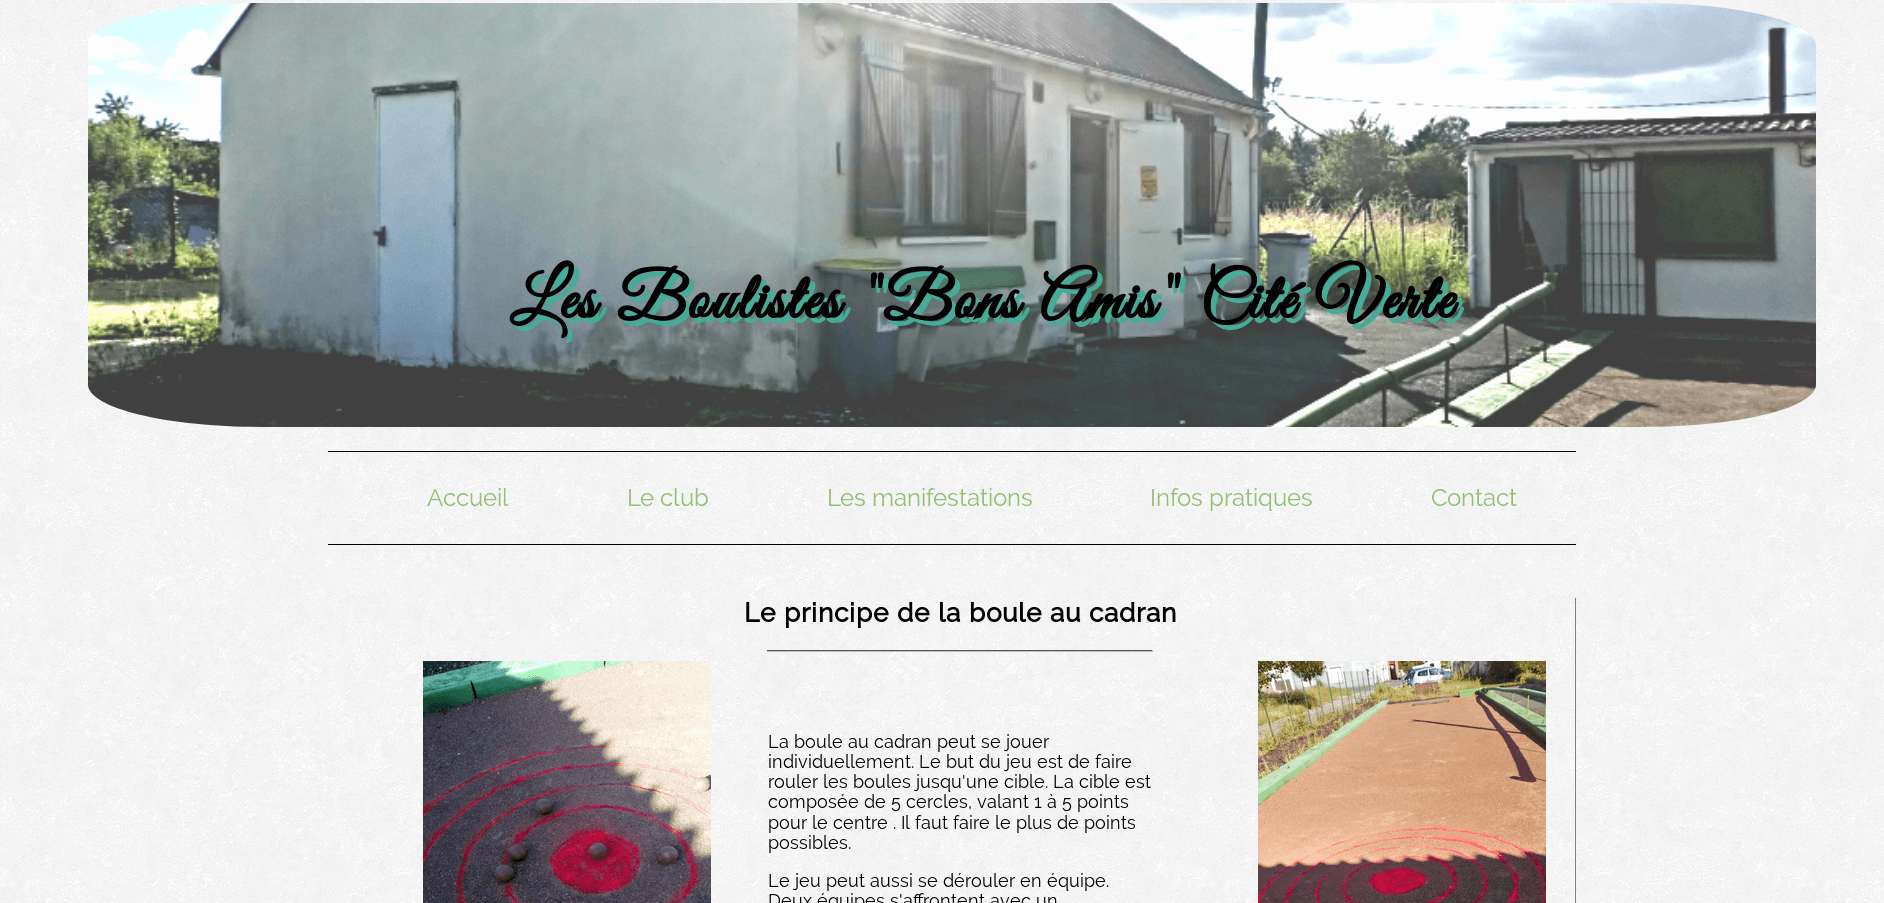 Les Boulistes "Bons Amis" Cité Verte
Accueil Le club Les manifestations Infos pratiques Contact
Le principe de la boule au cadran
La boule au cadran peut se jouer
individuellement. Le but du jeu est de faire
rouler les boules jusqu'une cible. La cible est
composée de 5 cercles, valant 1 à 5 points
pour le centre . Il faut faire le plus de points
possibles.
Le jeu peut aussi se dérouler en équipe.
Deux équipes s'affrontent avec un